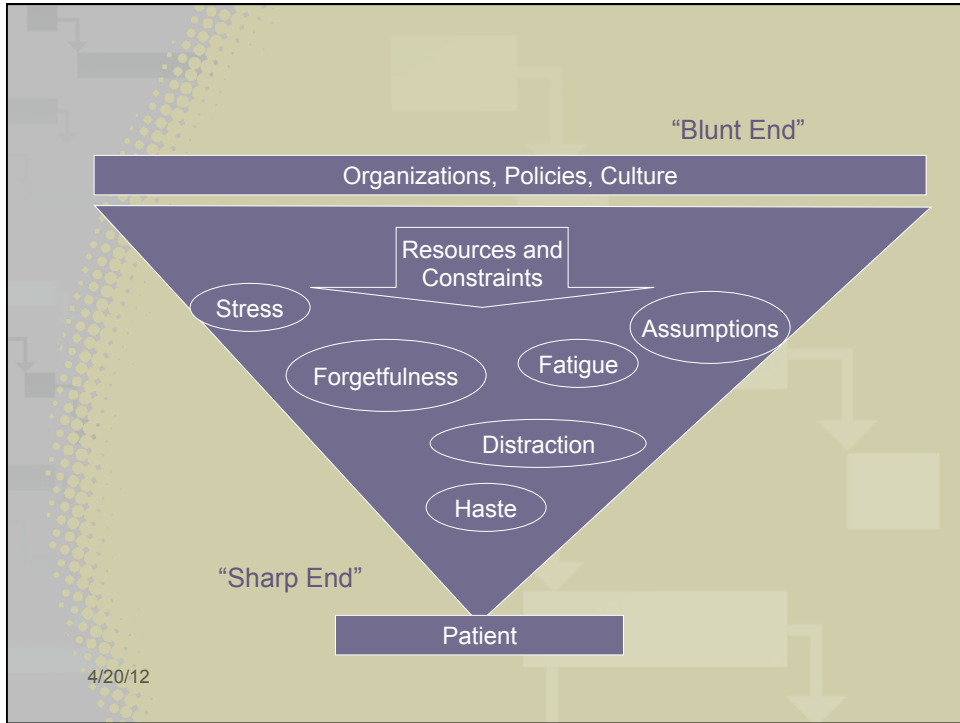 “Blunt End”
Organizations, Policies, Culture
Resources and
Constraints
Stress
Assumptions
Forgetfulness
Fatigue
Distraction
Haste
“Sharp End”
Patient
4/20/12